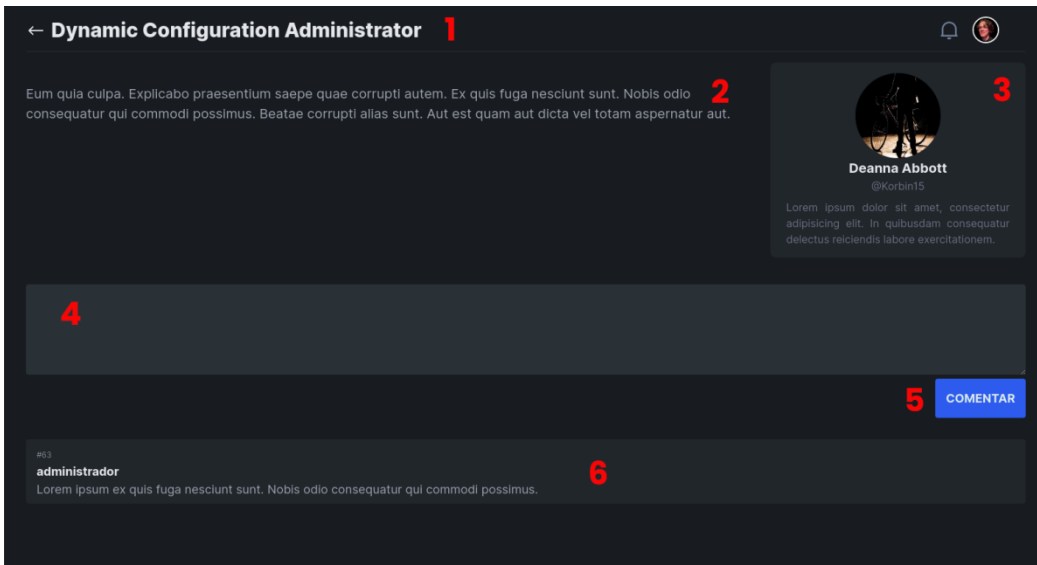 ← Dynamic Configuration Administrator 1
Eum quia culpa. Explicabo praesentium saepe quae corrupti autem. Ex quis fuga nesciunt sunt. Nobis odio 2
consequatur qui commodi possimus. Beatae corrupti alias sunt. Aut est quam aut dicta vel totam aspernatur aut.
3
Deanna Abbott
@Korbin15
Lorem ipsum dolor sit amet, consectetur
adipisicing elit. In quibusdam consequatur
delectus reiciendis labore exercitationem.
4
5 COMENTAR
#63
administrador
Lorem ipsum ex quis fuga nesciunt sunt. Nobis odio consequatur qui commodi possimus.
6